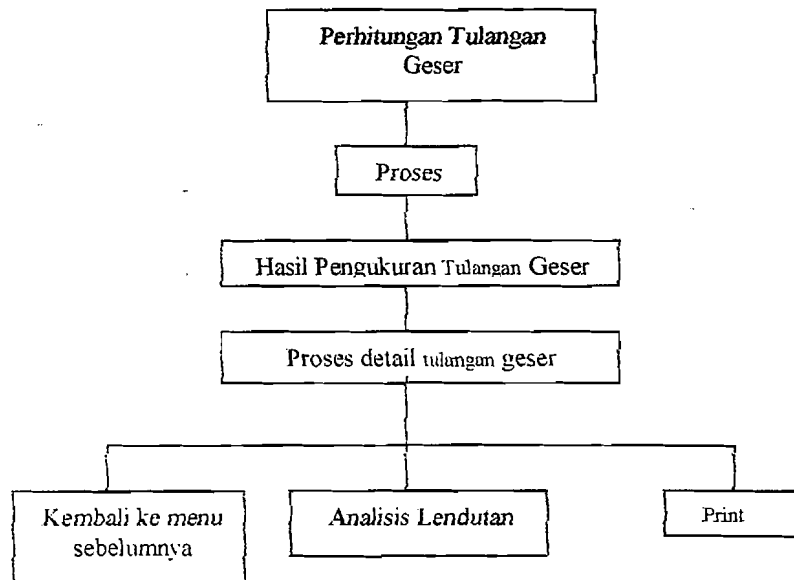 Perhitungan Tulangan
Geser
Proses
Hasil Pengukuran Tulangan Geser
Proses detail tulangan geser
Kembali ke menu
sebelumnya
Analisis Lendutan
Print